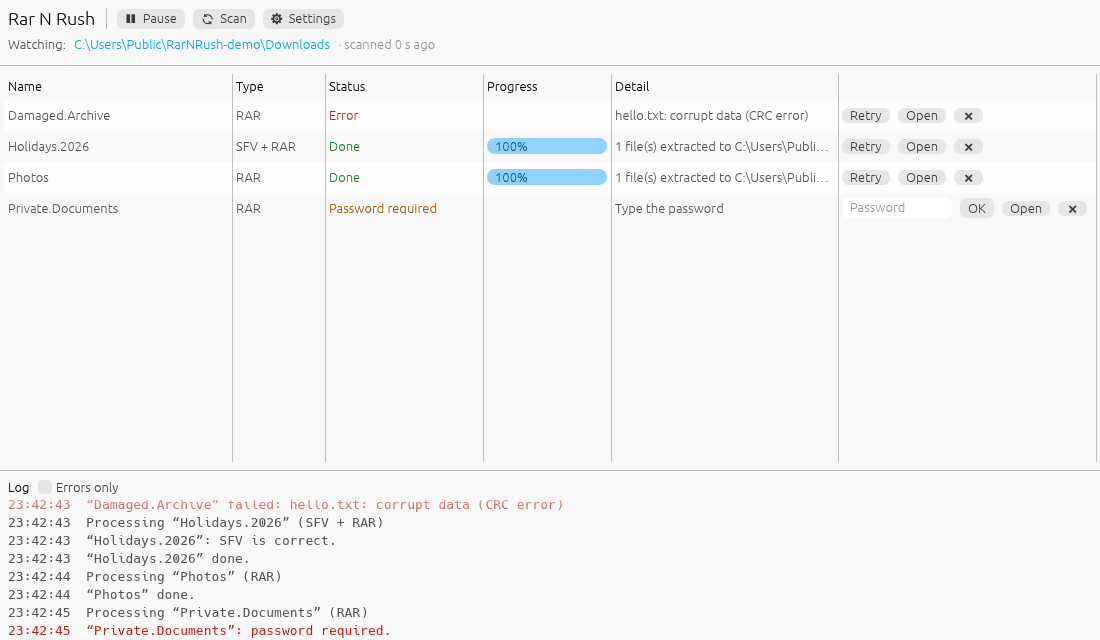 Rar N Rush Pause Scan Settings
Watching: C:\Users\Public\RarNRush-demo\Downloads · scanned 0 s ago
Name Type Status Progress Detail
Damaged.Archive RAR Error hello.txt: corrupt data (CRC error) Retry Open ×
Holidays.2026 SFV + RAR Done 100% 1 file(s) extracted to C:\Users\Publi... Retry Open ×
Photos RAR Done 100% 1 file(s) extracted to C:\Users\Publi... Retry Open ×
Private.Documents RAR Password required Type the password Password OK Open ×
Log Errors only
23:42:43 “Damaged.Archive” failed: hello.txt: corrupt data (CRC error)
23:42:43 Processing “Holidays.2026” (SFV + RAR)
23:42:43 “Holidays.2026”: SFV is correct.
23:42:43 “Holidays.2026” done.
23:42:44 Processing “Photos” (RAR)
23:42:44 “Photos” done.
23:42:45 Processing “Private.Documents” (RAR)
23:42:45 “Private.Documents”: password required.